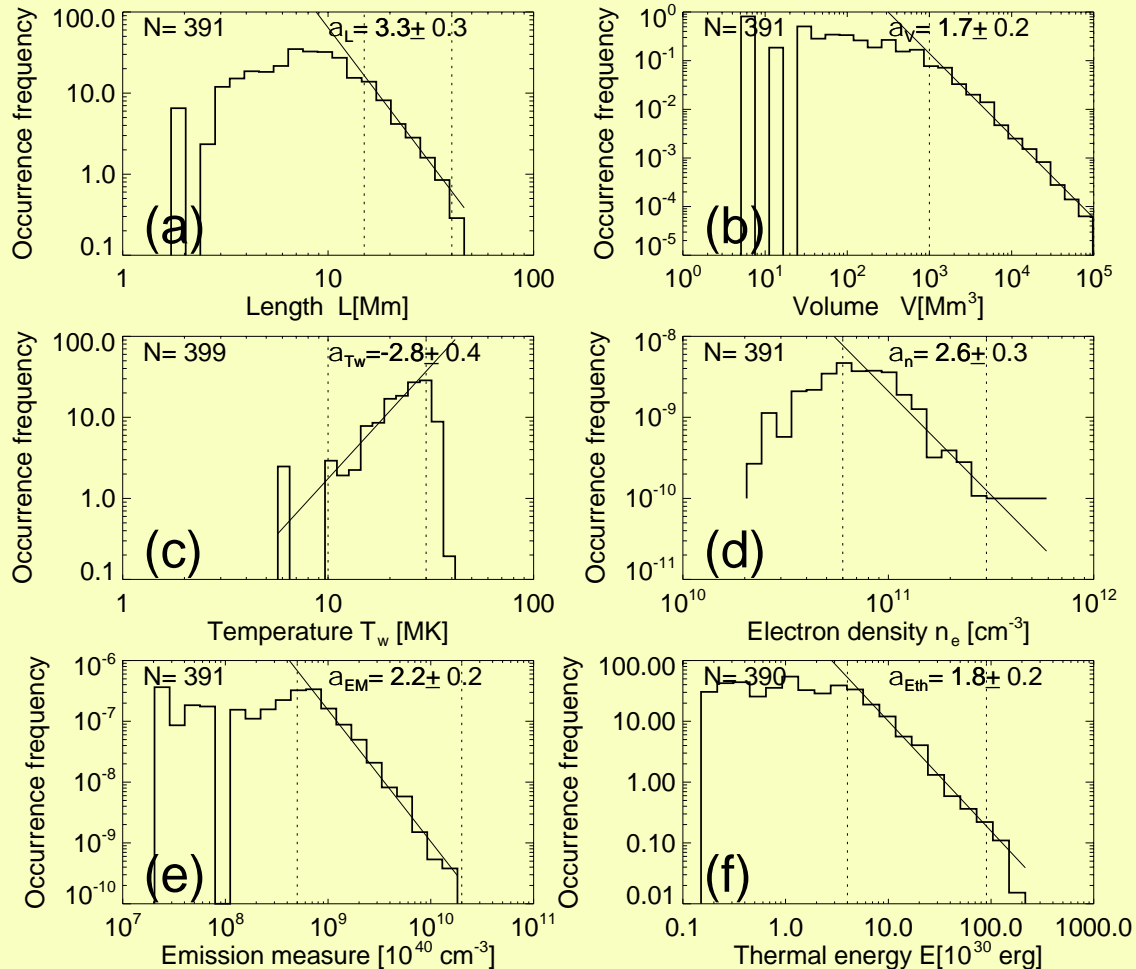 N= 391 a_L= 3.3± 0.3
100.0
10.0
1.0
0.1
Occurrence frequency
(a)
1 10 100
Length L[Mm]
N= 391 a_V= 1.7± 0.2
10^0
10^-1
10^-2
10^-3
10^-4
10^-5
Occurrence frequency
(b)
10^0 10^1 10^2 10^3 10^4 10^5
Volume V[Mm^3]
N= 399 a_Tw=-2.8± 0.4
100.0
10.0
1.0
0.1
Occurrence frequency
(c)
1 10 100
Temperature T_w [MK]
N= 391 a_n= 2.6± 0.3
10^-8
10^-9
10^-10
10^-11
Occurrence frequency
(d)
10^10 10^11 10^12
Electron density n_e [cm^-3]
N= 391 a_EM= 2.2± 0.2
10^-6
10^-7
10^-8
10^-9
10^-10
Occurrence frequency
(e)
10^7 10^8 10^9 10^10 10^11
Emission measure [10^40 cm^-3]
N= 390 a_Eth= 1.8± 0.2
100.00
10.00
1.00
0.10
0.01
Occurrence frequency
(f)
0.1 1.0 10.0 100.0 1000.0
Thermal energy E[10^30 erg]